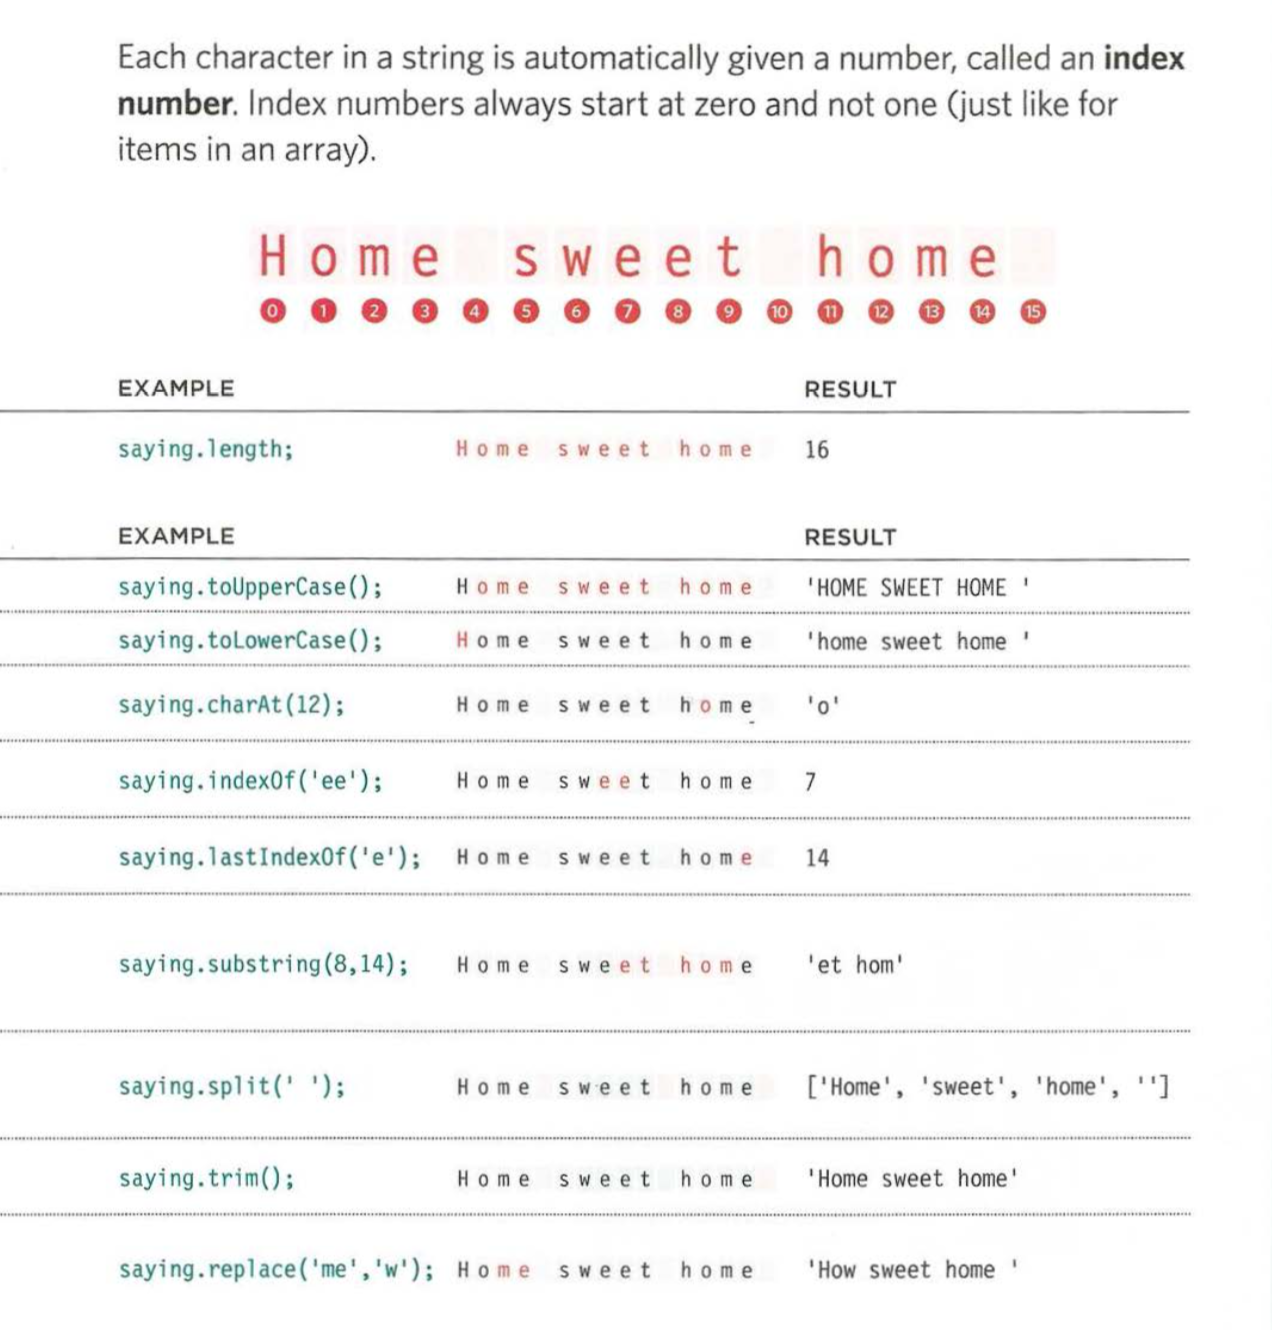 Each character in a string is automatically given a number, called an index
number. Index numbers always start at zero and not one (just like for
items in an array).
Home sweet home
0 1 2 3 4 5 6 7 8 9 10 11 12 13 14 15
EXAMPLE RESULT
saying.length; Home sweet home 16
EXAMPLE RESULT
saying.toUpperCase(); Home sweet home 'HOME SWEET HOME '
saying.toLowerCase(); Home sweet home 'home sweet home '
saying.charAt(12); Home sweet home 'o'
saying.indexOf('ee'); Home sweet home 7
saying.lastIndexOf('e'); Home sweet home 14
saying.substring(8,14); Home sweet home 'et hom'
saying.split(' '); Home sweet home ['Home', 'sweet', 'home', '']
saying.trim(); Home sweet home 'Home sweet home'
saying.replace('me','w'); Home sweet home 'How sweet home '